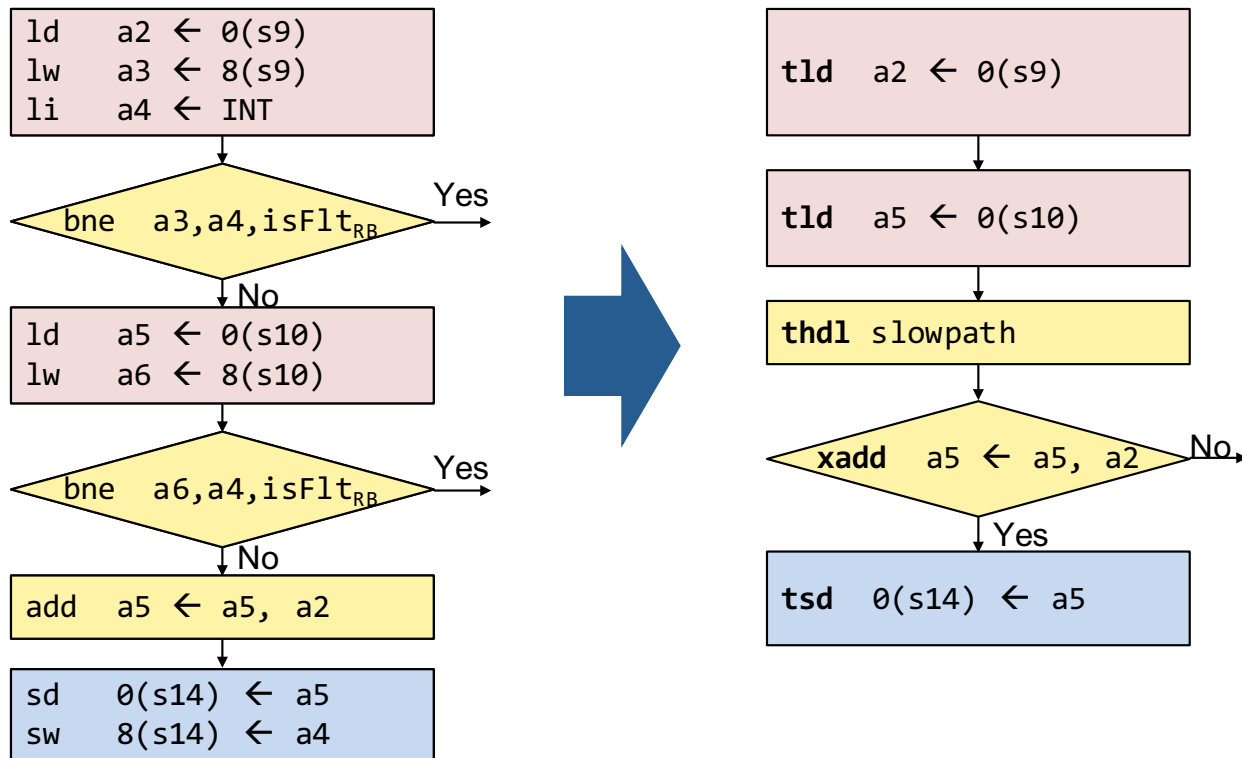 ld a2 ← 0(s9)
lw a3 ← 8(s9)
li a4 ← INT
bne a3,a4,isFltRB
Yes
No
ld a5 ← 0(s10)
lw a6 ← 8(s10)
bne a6,a4,isFltRB
Yes
No
add a5 ← a5, a2
sd 0(s14) ← a5
sw 8(s14) ← a4
tld a2 ← 0(s9)
tld a5 ← 0(s10)
thdl slowpath
xadd a5 ← a5, a2
No
Yes
tsd 0(s14) ← a5